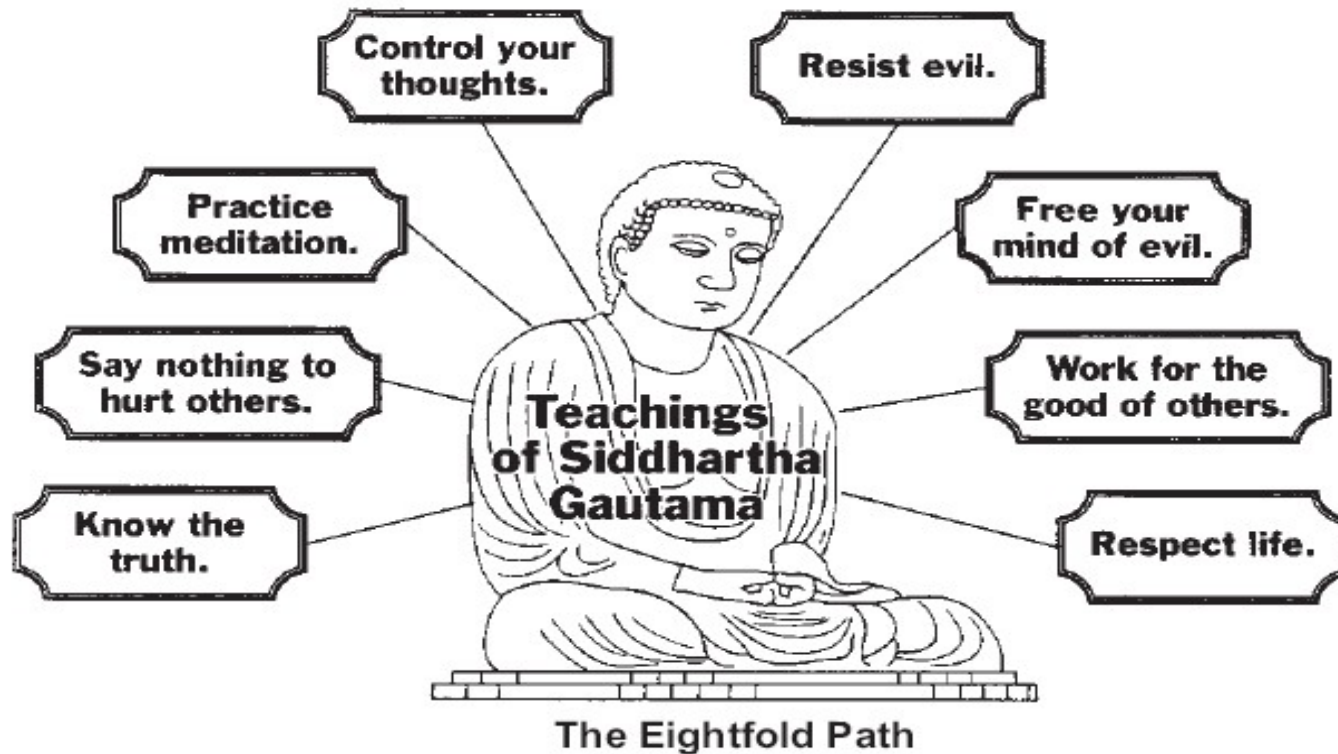 Control your
thoughts.
Resist evil.
Practice
meditation.
Free your
mind of evil.
Say nothing to
hurt others.
Work for the
good of others.
Teachings
of Siddhartha
Gautama
Know the
truth.
Respect life.
The Eightfold Path